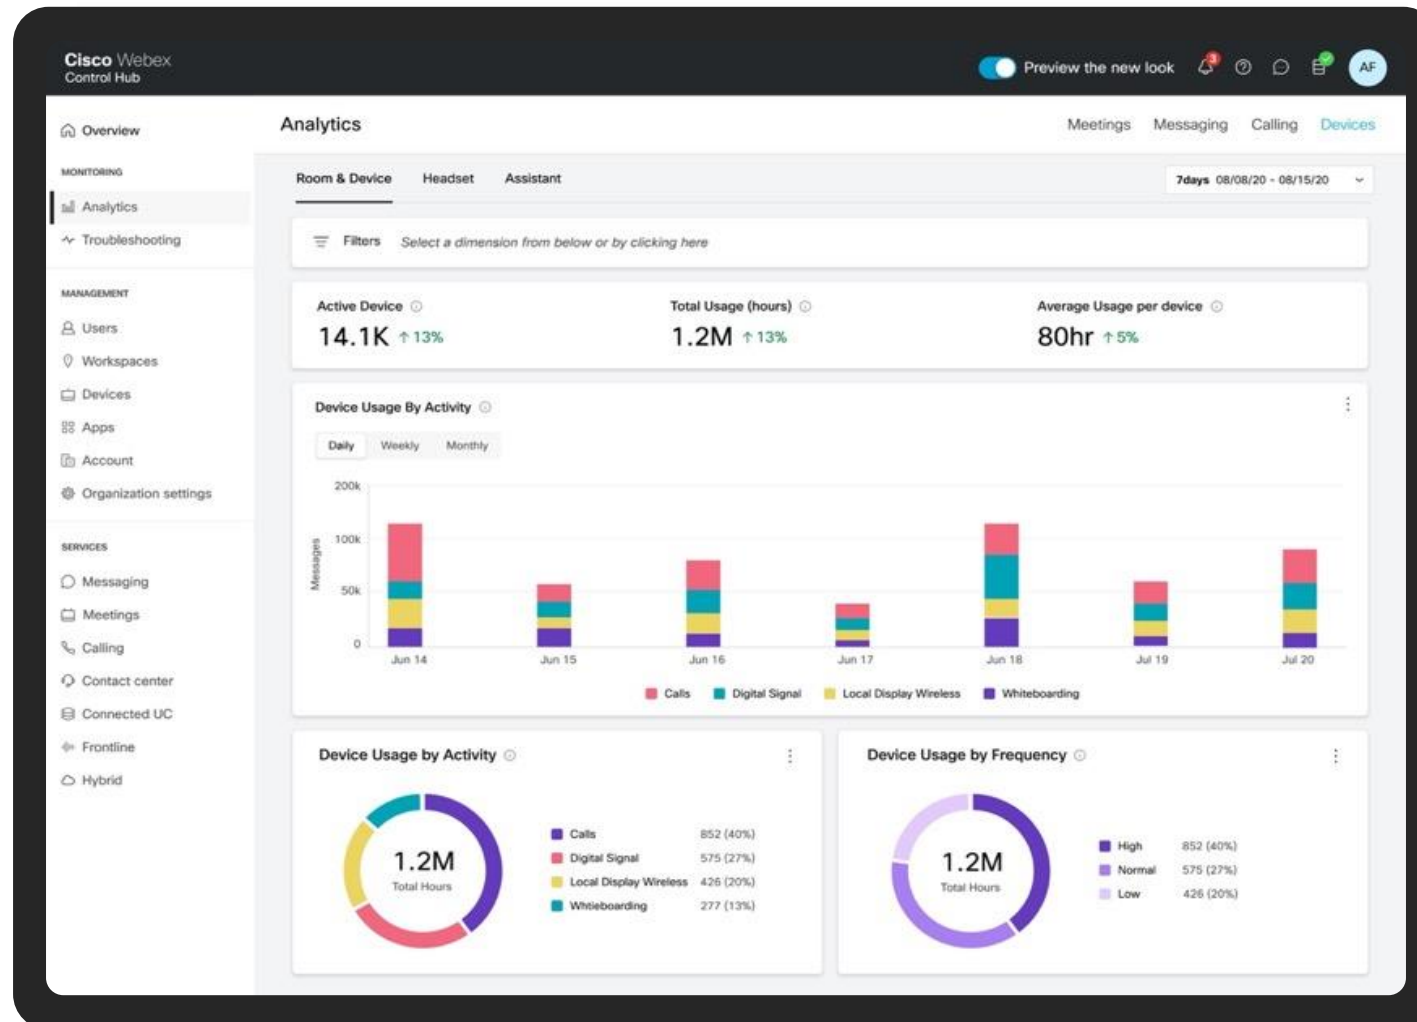 Cisco Webex
Control Hub
Preview the new look
3
AF
Overview
MONITORING
Analytics
Troubleshooting
MANAGEMENT
Users
Workspaces
Devices
Apps
Account
Organization settings
SERVICES
Messaging
Meetings
Calling
Contact center
Connected UC
Frontline
Hybrid
Analytics
Meetings Messaging Calling Devices
Room & Device Headset Assistant
7days 08/08/20 - 08/15/20
Filters Select a dimension from below or by clicking here
Active Device
14.1K ↑ 13%
Total Usage (hours)
1.2M ↑ 13%
Average Usage per device
80hr ↑ 5%
Device Usage By Activity
Daily Weekly Monthly
Messages
200k
100k
50k
0
Jun 14 Jun 15 Jun 16 Jun 17 Jun 18 Jul 19 Jul 20
Calls Digital Signal Local Display Wireless Whiteboarding
Device Usage by Activity
1.2M
Total Hours
Calls 852 (40%)
Digital Signal 575 (27%)
Local Display Wireless 426 (20%)
Whtieboarding 277 (13%)
Device Usage by Frequency
1.2M
Total Hours
High 852 (40%)
Normal 575 (27%)
Low 426 (20%)